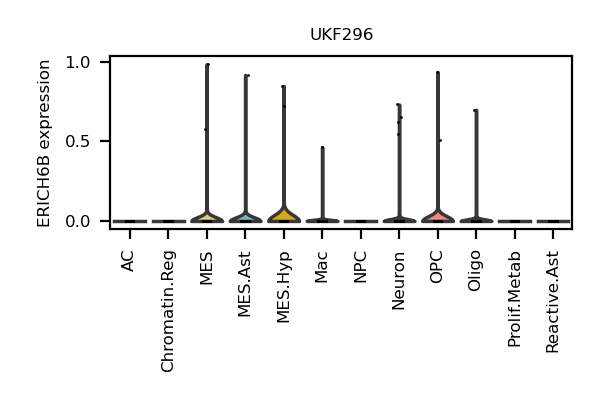 UKF296
ERICH6B expression
1.0
0.5
0.0
AC
Chromatin.Reg
MES
MES.Ast
MES.Hyp
Mac
NPC
Neuron
OPC
Oligo
Prolif.Metab
Reactive.Ast